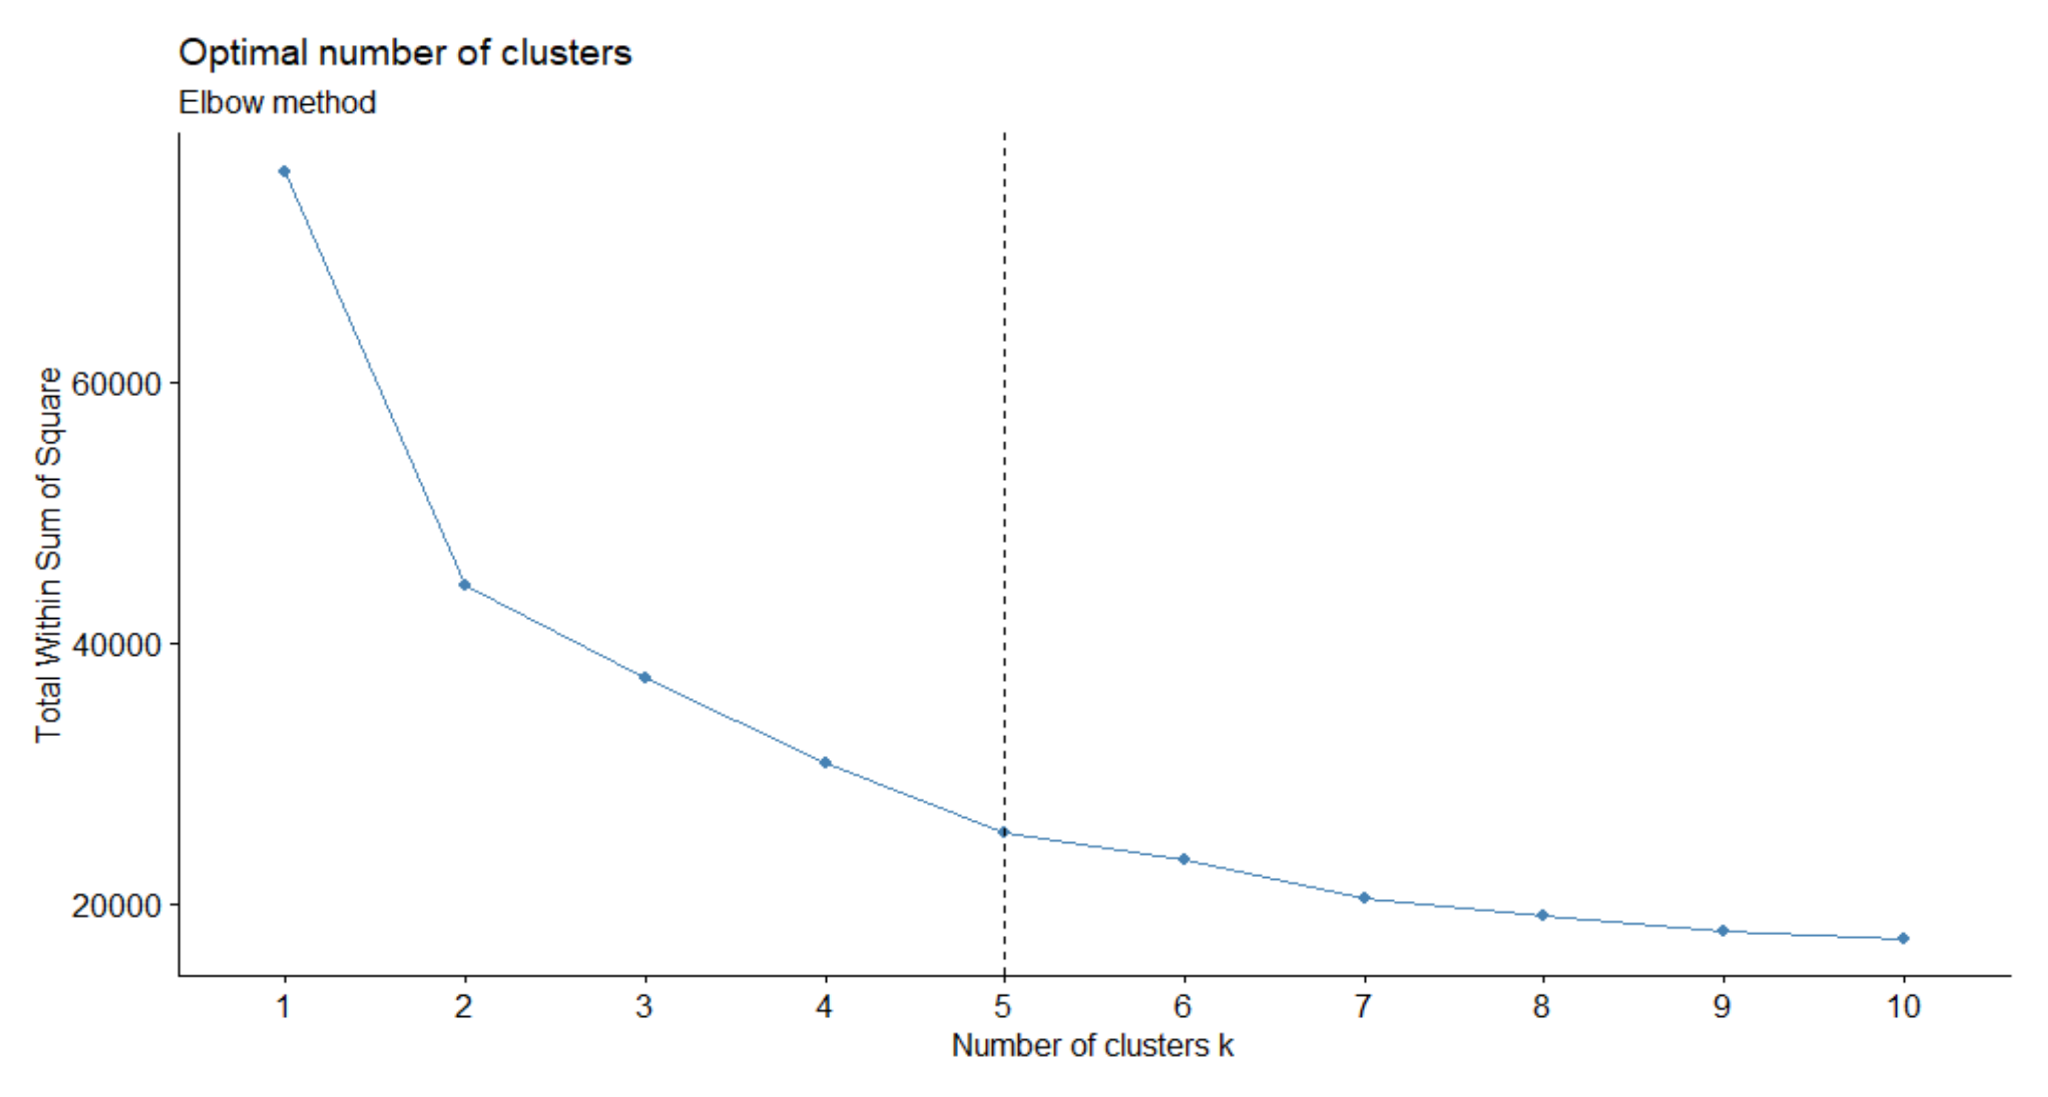 Optimal number of clusters
Elbow method
Total Within Sum of Square
60000
40000
20000
1 2 3 4 5 6 7 8 9 10
Number of clusters k